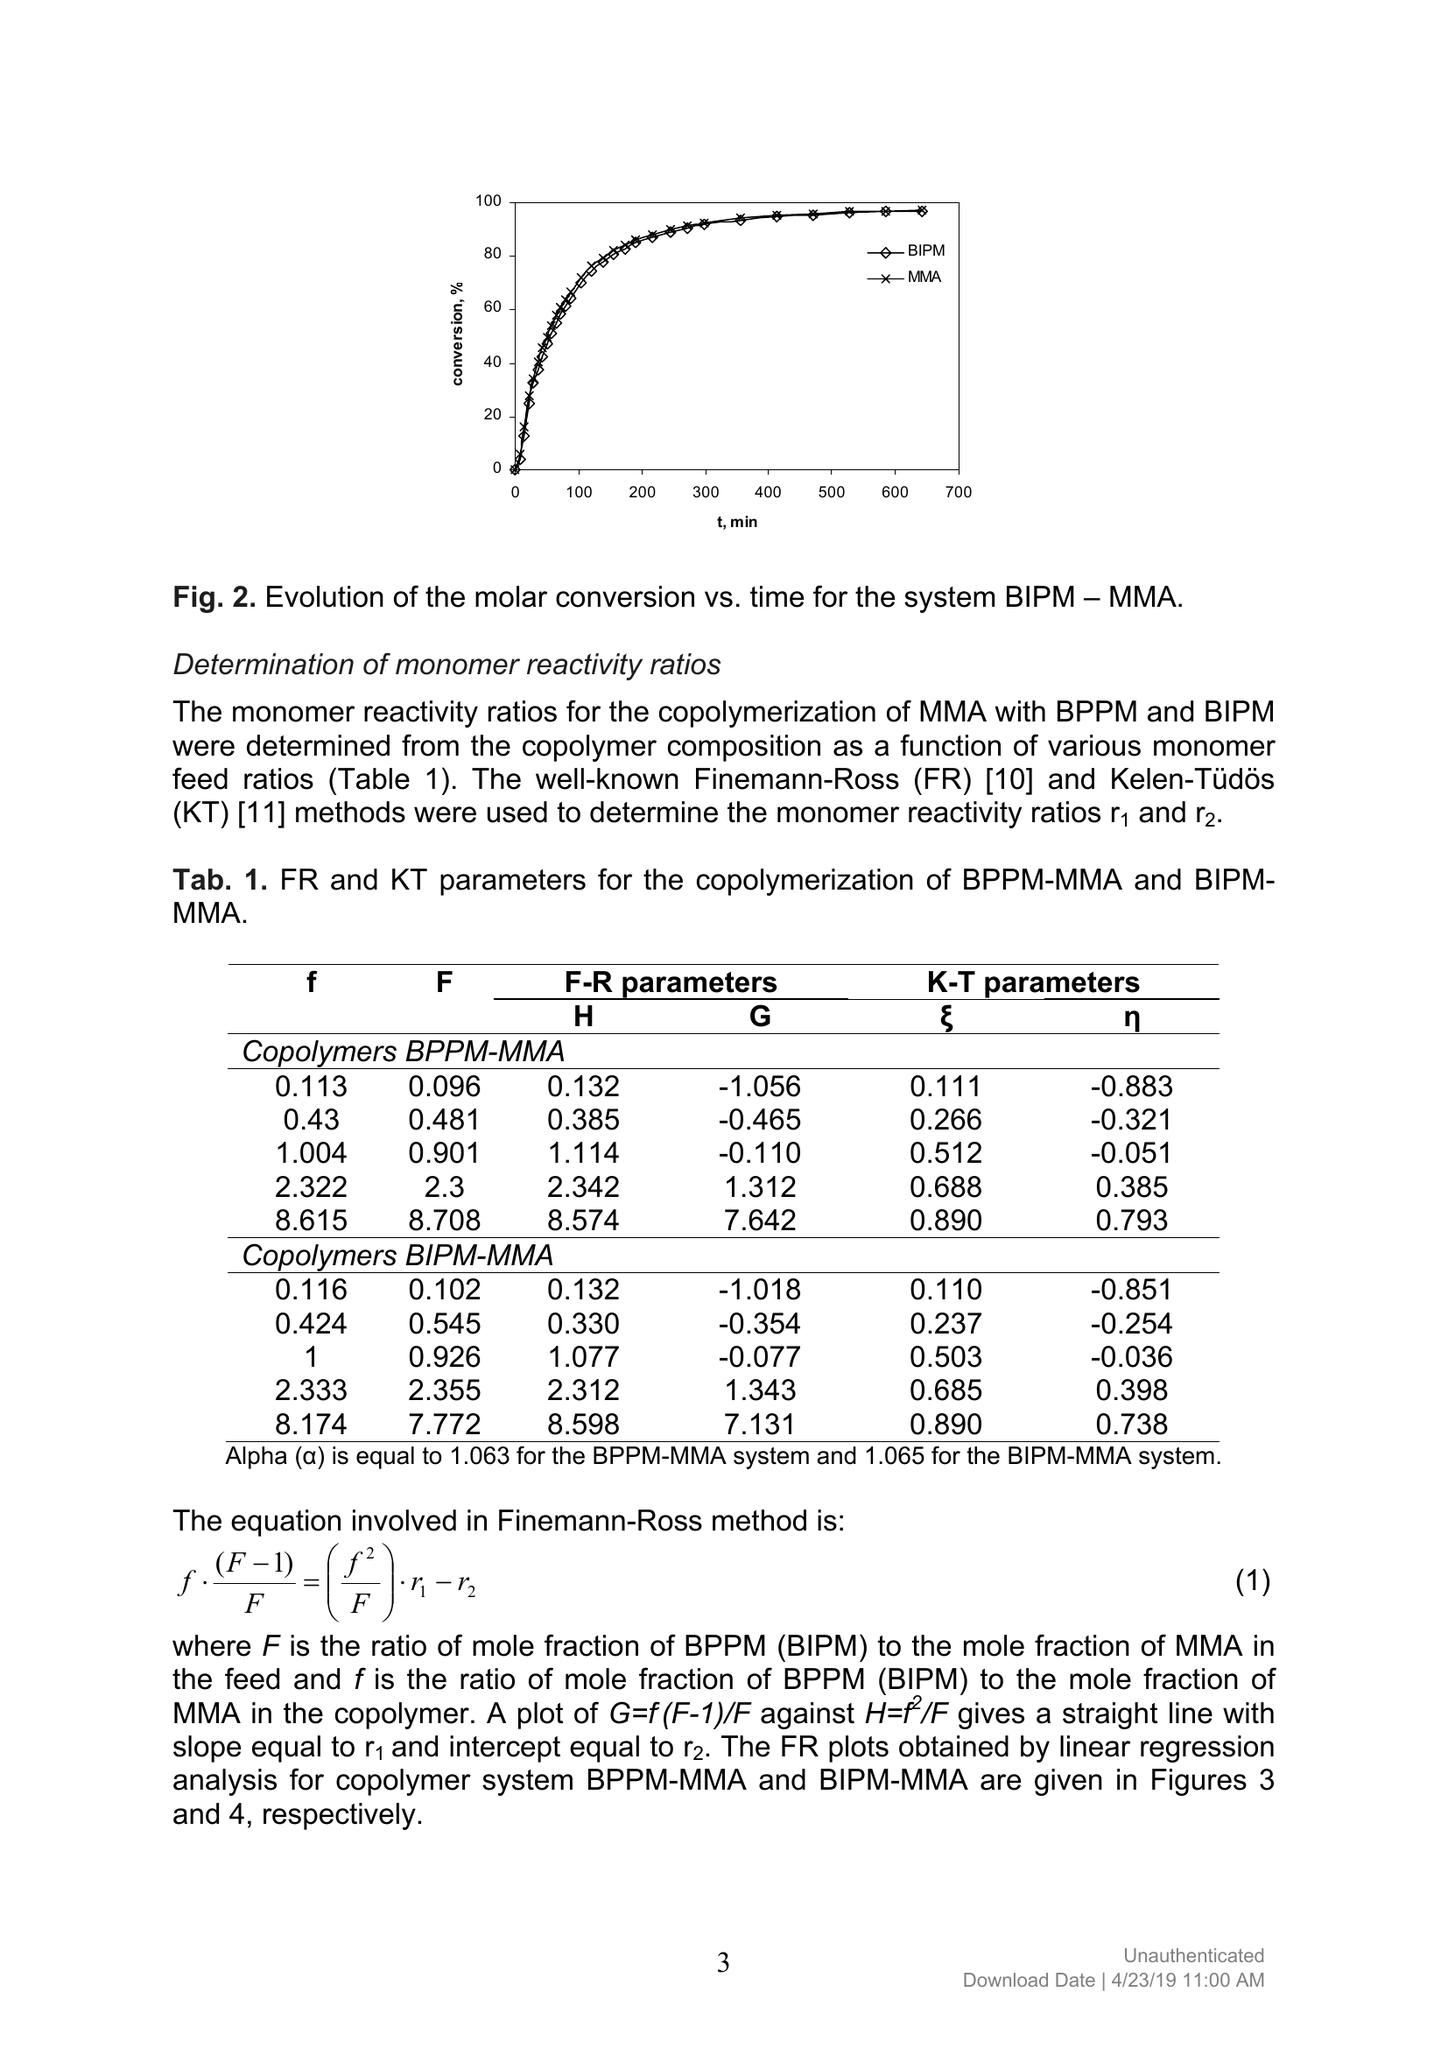 100
80
60
40
20
0
conversion, %
BIPM
MMA
0 100 200 300 400 500 600 700
t, min
Fig. 2. Evolution of the molar conversion vs. time for the system BIPM – MMA.
Determination of monomer reactivity ratios
The monomer reactivity ratios for the copolymerization of MMA with BPPM and BIPM
were determined from the copolymer composition as a function of various monomer
feed ratios (Table 1). The well-known Finemann-Ross (FR) [10] and Kelen-Tüdös
(KT) [11] methods were used to determine the monomer reactivity ratios r₁ and r₂.
Tab. 1. FR and KT parameters for the copolymerization of BPPM-MMA and BIPM-
MMA.
f F F-R parameters K-T parameters
H G ξ η
Copolymers BPPM-MMA
0.113 0.096 0.132 -1.056 0.111 -0.883
0.43 0.481 0.385 -0.465 0.266 -0.321
1.004 0.901 1.114 -0.110 0.512 -0.051
2.322 2.3 2.342 1.312 0.688 0.385
8.615 8.708 8.574 7.642 0.890 0.793
Copolymers BIPM-MMA
0.116 0.102 0.132 -1.018 0.110 -0.851
0.424 0.545 0.330 -0.354 0.237 -0.254
1 0.926 1.077 -0.077 0.503 -0.036
2.333 2.355 2.312 1.343 0.685 0.398
8.174 7.772 8.598 7.131 0.890 0.738
Alpha (α) is equal to 1.063 for the BPPM-MMA system and 1.065 for the BIPM-MMA system.
The equation involved in Finemann-Ross method is:
f · (F − 1)/F = (f²/F) · r₁ − r₂ (1)
where F is the ratio of mole fraction of BPPM (BIPM) to the mole fraction of MMA in
the feed and f is the ratio of mole fraction of BPPM (BIPM) to the mole fraction of
MMA in the copolymer. A plot of G=f(F-1)/F against H=f²/F gives a straight line with
slope equal to r₁ and intercept equal to r₂. The FR plots obtained by linear regression
analysis for copolymer system BPPM-MMA and BIPM-MMA are given in Figures 3
and 4, respectively.
3
Unauthenticated
Download Date | 4/23/19 11:00 AM